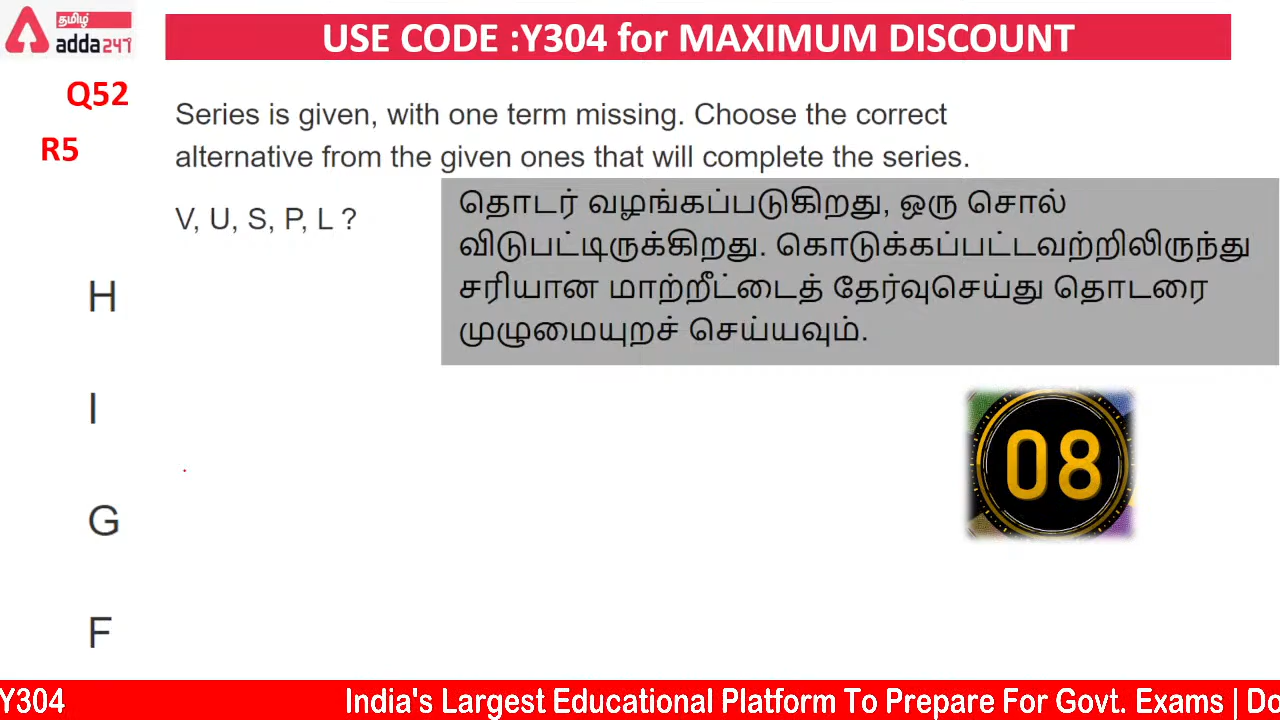 தமிழ்
adda247
USE CODE :Y304 for MAXIMUM DISCOUNT
Q52
R5
Series is given, with one term missing. Choose the correct
alternative from the given ones that will complete the series.
V, U, S, P, L ?
தொடர் வழங்கப்படுகிறது, ஒரு சொல்
விடுபட்டிருக்கிறது. கொடுக்கப்பட்டவற்றிலிருந்து
சரியான மாற்றீட்டைத் தேர்வுசெய்து தொடரை
முழுமையுறச் செய்யவும்.
H
I
G
F
08
Y304 India's Largest Educational Platform To Prepare For Govt. Exams | Do